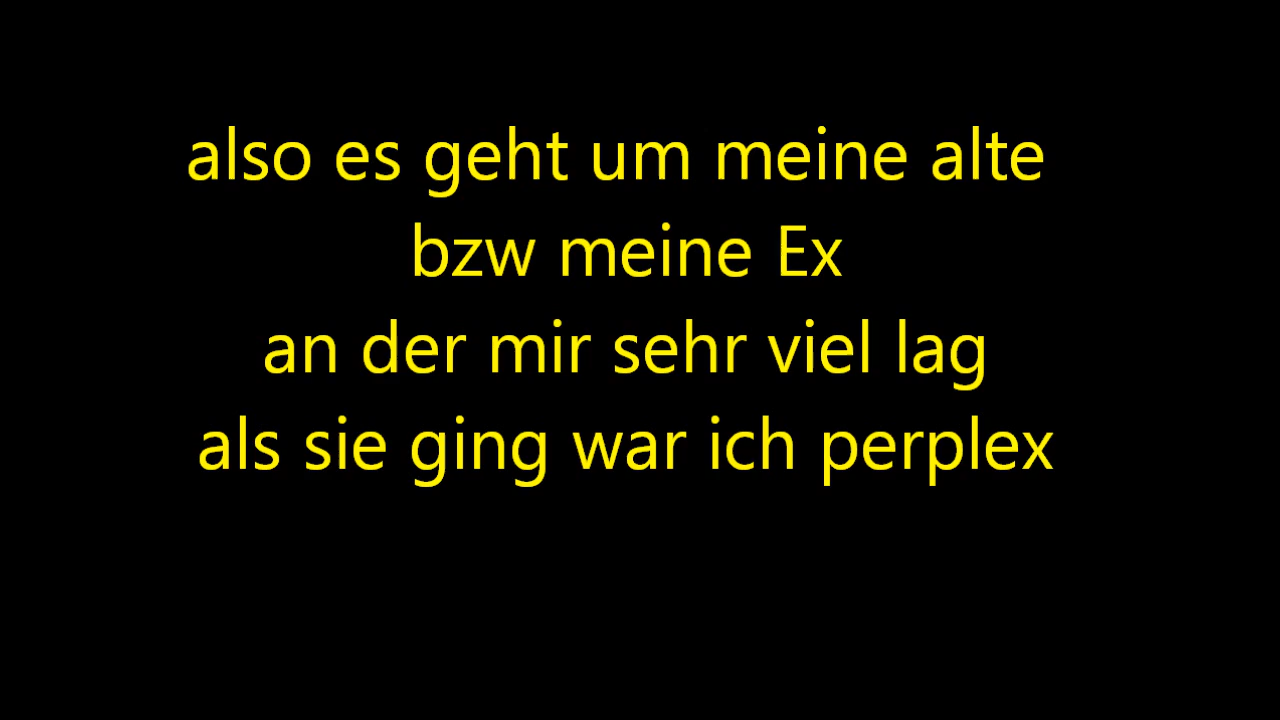 also es geht um meine alte
bzw meine Ex
an der mir sehr viel lag
als sie ging war ich perplex